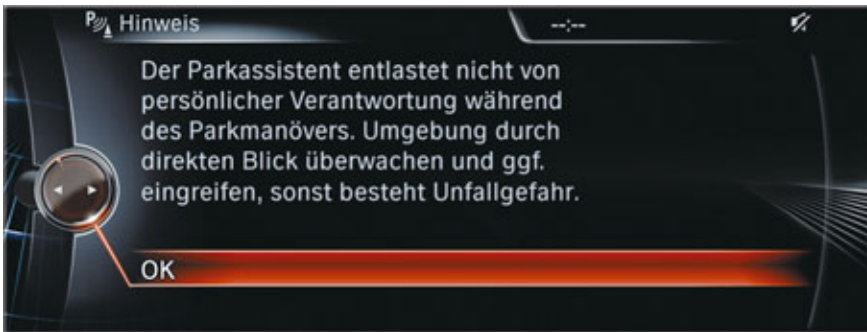 P Hinweis --:--
Der Parkassistent entlastet nicht von
persönlicher Verantwortung während
des Parkmanövers. Umgebung durch
direkten Blick überwachen und ggf.
eingreifen, sonst besteht Unfallgefahr.
OK